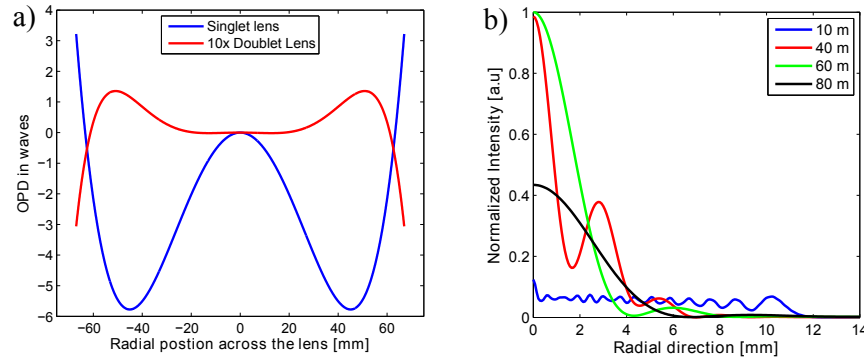 a)
4
3
2
1
0
−1
−2
−3
−4
−5
−6
−60
−40
−20
0
20
40
60
OPD in waves
Radial postion across the lens [mm]
Singlet lens
10x Doublet Lens
b)
1
0.8
0.6
0.4
0.2
0
0
2
4
6
8
10
12
14
Normalized Intensity [a.u]
Radial direction [mm]
10 m
40 m
60 m
80 m